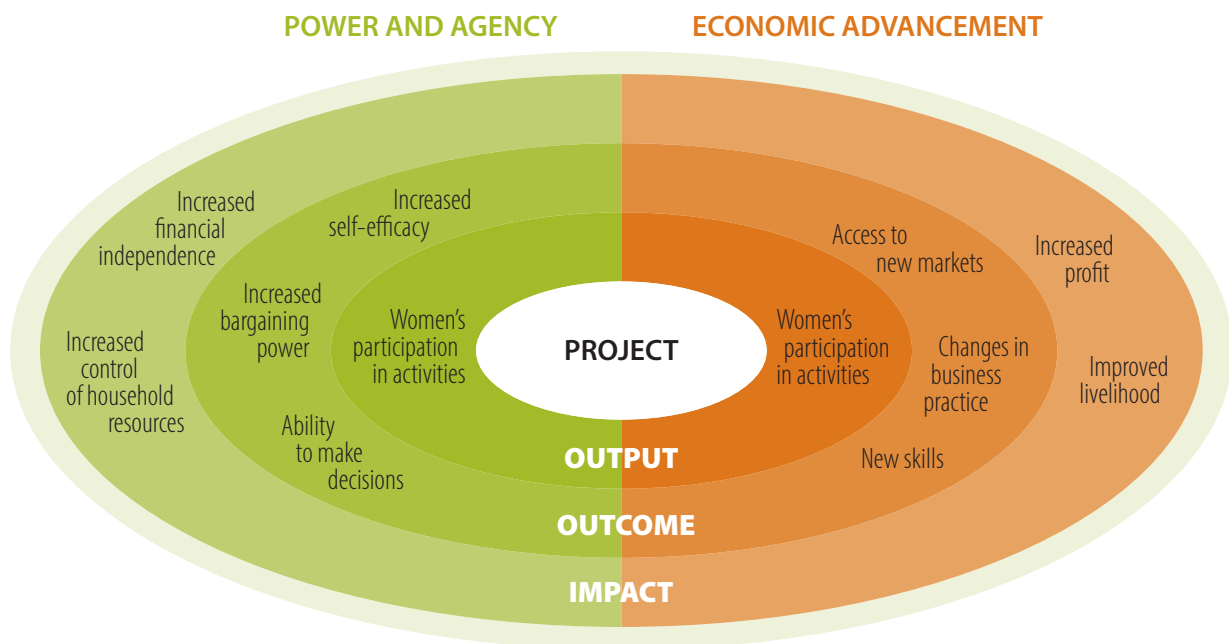 POWER AND AGENCY
ECONOMIC ADVANCEMENT
Increased
financial
independence
Increased
control
of household
resources
Increased
self-efficacy
Increased
bargaining
power
Ability
to make
decisions
Women's
participation
in activities
PROJECT
Women's
participation
in activities
Access to
new markets
Changes in
business
practice
New skills
Increased
profit
Improved
livelihood
OUTPUT
OUTCOME
IMPACT